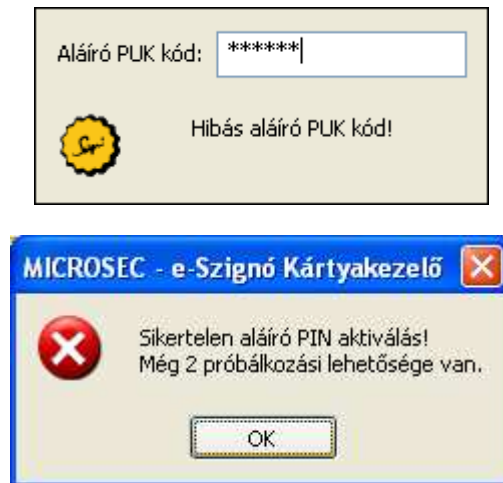 Aláíró PUK kód: ******
Hibás aláíró PUK kód!
MICROSEC - e-Szignó Kártyakezelő
Sikertelen aláíró PIN aktiválás!
Még 2 próbálkozási lehetősége van.
OK